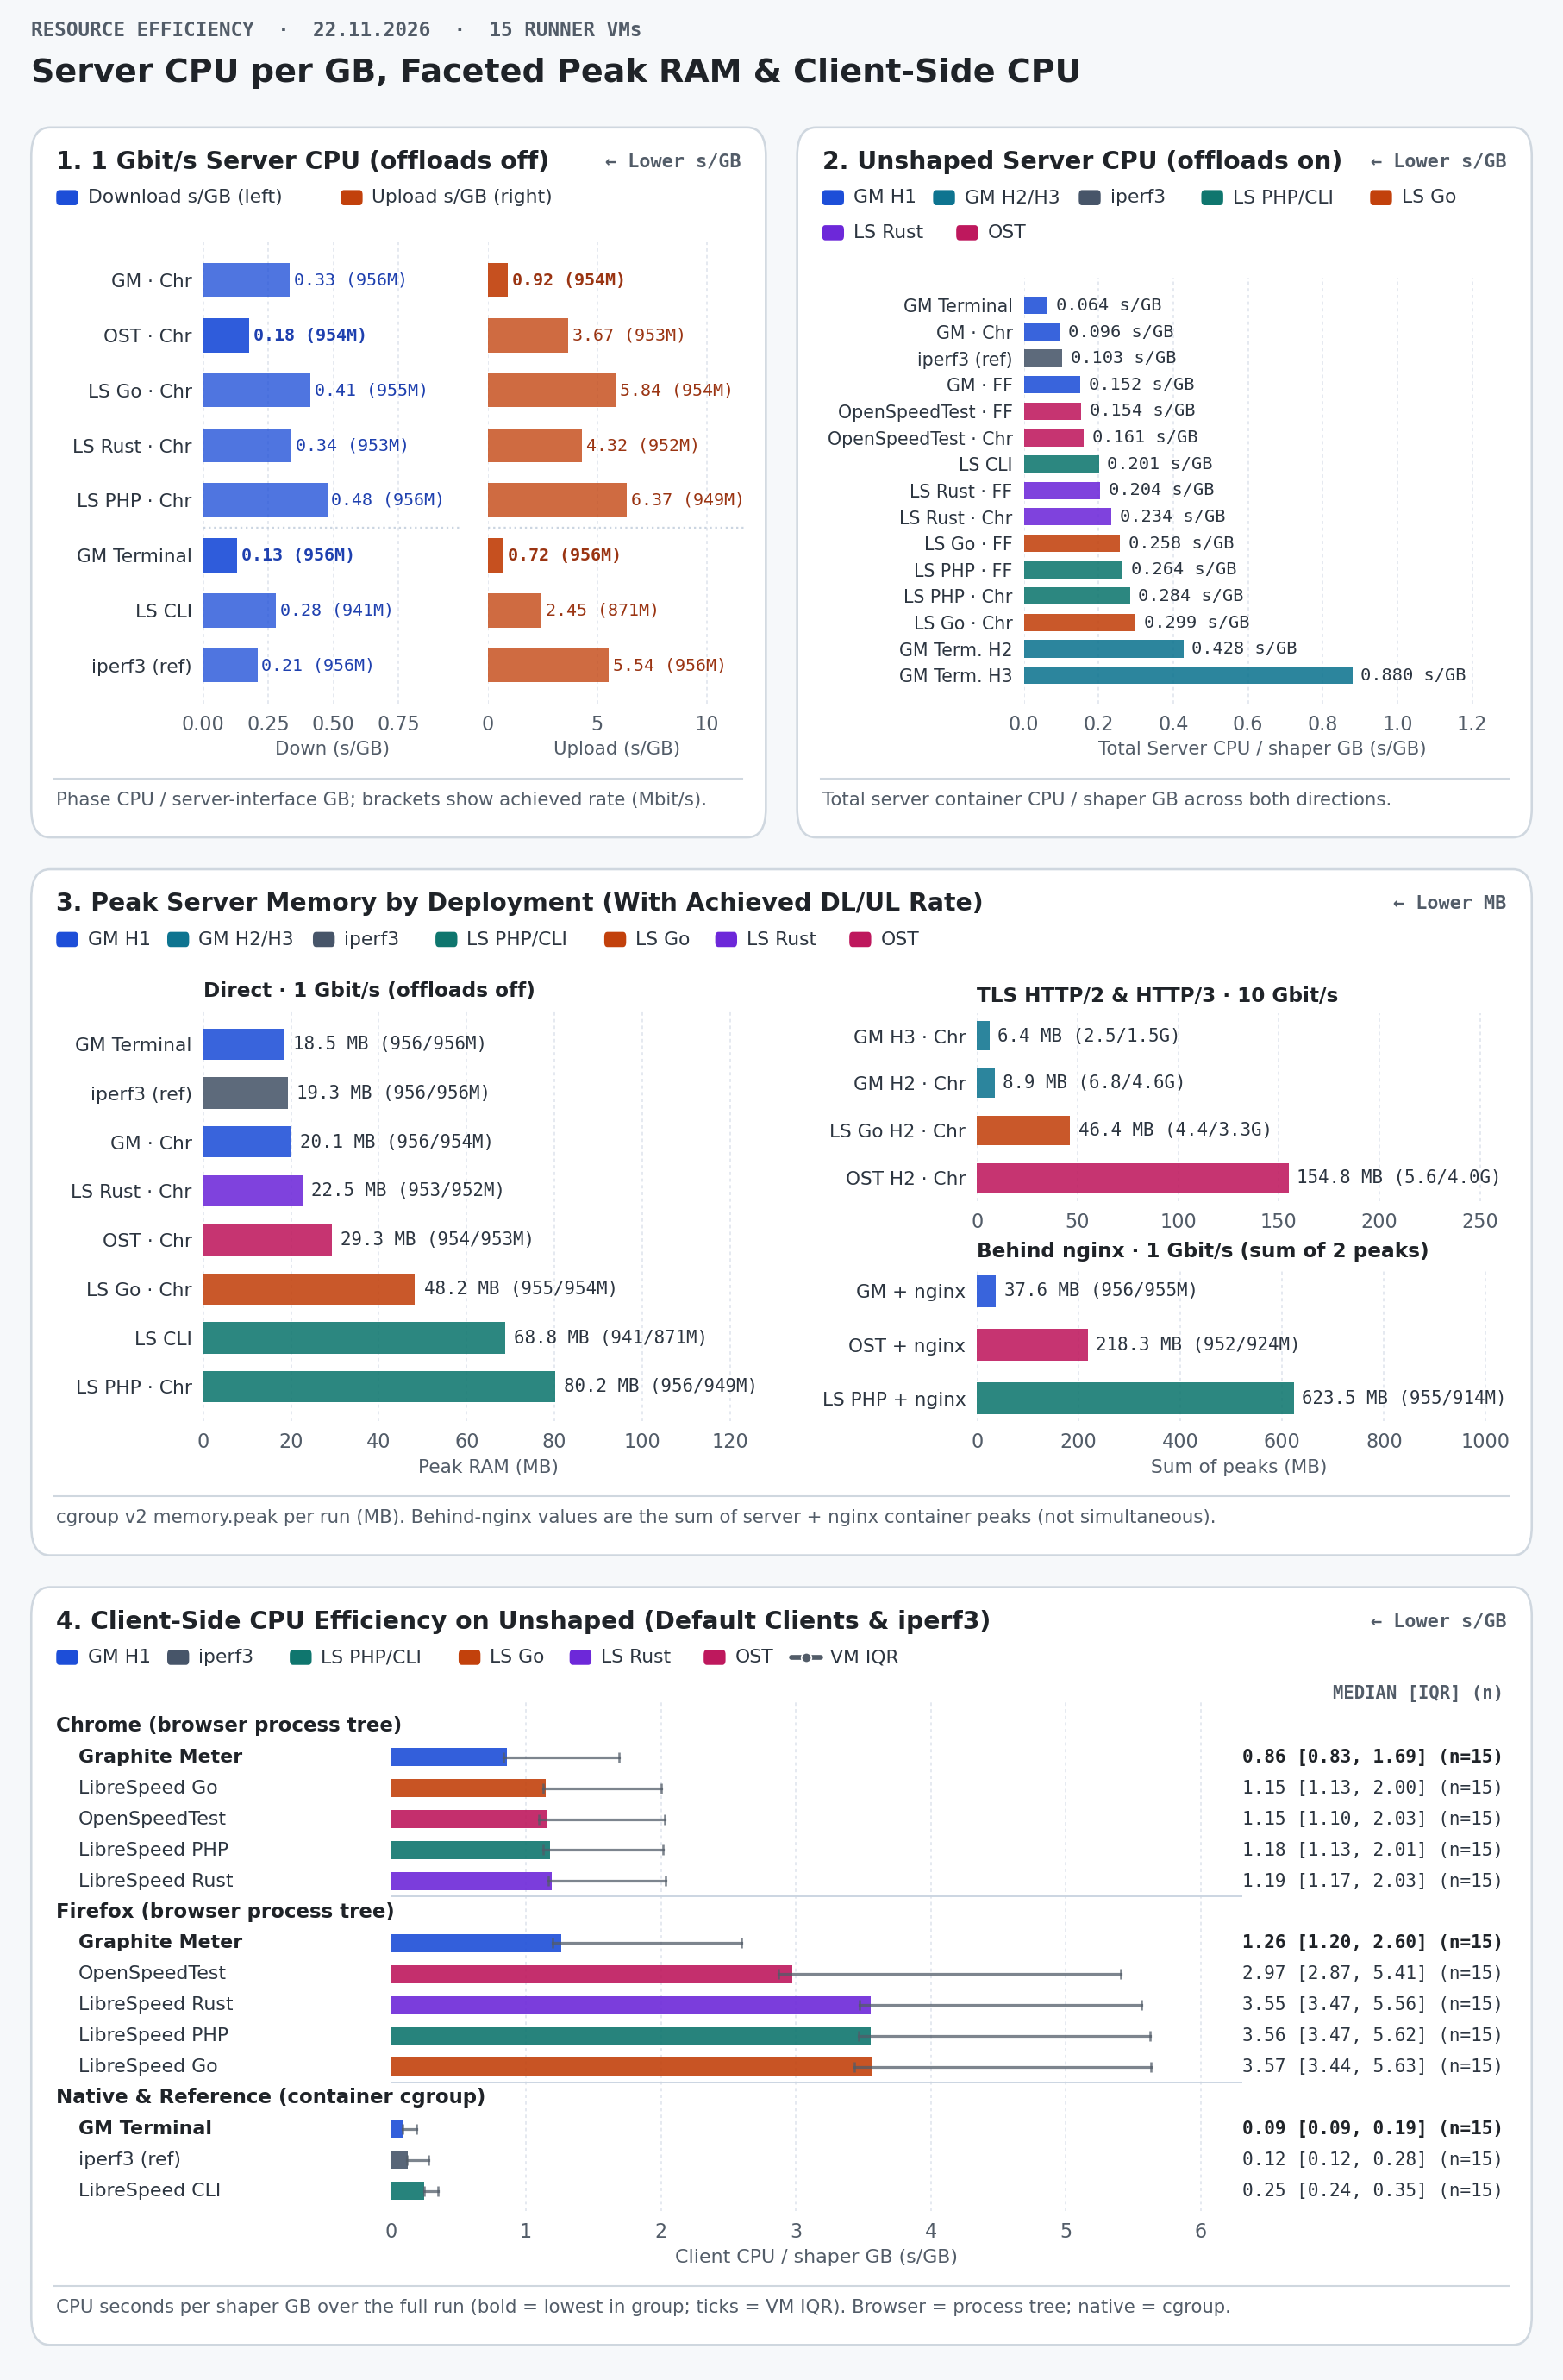 RESOURCE EFFICIENCY · 22.11.2026 · 15 RUNNER VMs
Server CPU per GB, Faceted Peak RAM & Client-Side CPU
1. 1 Gbit/s Server CPU (offloads off) ← Lower s/GB
Download s/GB (left) Upload s/GB (right)
GM · Chr 0.33 (956M) 0.92 (954M)
OST · Chr 0.18 (954M) 3.67 (953M)
LS Go · Chr 0.41 (955M) 5.84 (954M)
LS Rust · Chr 0.34 (953M) 4.32 (952M)
LS PHP · Chr 0.48 (956M) 6.37 (949M)
GM Terminal 0.13 (956M) 0.72 (956M)
LS CLI 0.28 (941M) 2.45 (871M)
iperf3 (ref) 0.21 (956M) 5.54 (956M)
0.00 0.25 0.50 0.75 0 5 10
Down (s/GB) Upload (s/GB)
Phase CPU / server-interface GB; brackets show achieved rate (Mbit/s).
2. Unshaped Server CPU (offloads on) ← Lower s/GB
GM H1 GM H2/H3 iperf3 LS PHP/CLI LS Go
LS Rust OST
GM Terminal 0.064 s/GB
GM · Chr 0.096 s/GB
iperf3 (ref) 0.103 s/GB
GM · FF 0.152 s/GB
OpenSpeedTest · FF 0.154 s/GB
OpenSpeedTest · Chr 0.161 s/GB
LS CLI 0.201 s/GB
LS Rust · FF 0.204 s/GB
LS Rust · Chr 0.234 s/GB
LS Go · FF 0.258 s/GB
LS PHP · FF 0.264 s/GB
LS PHP · Chr 0.284 s/GB
LS Go · Chr 0.299 s/GB
GM Term. H2 0.428 s/GB
GM Term. H3 0.880 s/GB
0.0 0.2 0.4 0.6 0.8 1.0 1.2
Total Server CPU / shaper GB (s/GB)
Total server container CPU / shaper GB across both directions.
3. Peak Server Memory by Deployment (With Achieved DL/UL Rate) ← Lower MB
GM H1 GM H2/H3 iperf3 LS PHP/CLI LS Go LS Rust OST
Direct · 1 Gbit/s (offloads off)
GM Terminal 18.5 MB (956/956M)
iperf3 (ref) 19.3 MB (956/956M)
GM · Chr 20.1 MB (956/954M)
LS Rust · Chr 22.5 MB (953/952M)
OST · Chr 29.3 MB (954/953M)
LS Go · Chr 48.2 MB (955/954M)
LS CLI 68.8 MB (941/871M)
LS PHP · Chr 80.2 MB (956/949M)
0 20 40 60 80 100 120
Peak RAM (MB)
TLS HTTP/2 & HTTP/3 · 10 Gbit/s
GM H3 · Chr 6.4 MB (2.5/1.5G)
GM H2 · Chr 8.9 MB (6.8/4.6G)
LS Go H2 · Chr 46.4 MB (4.4/3.3G)
OST H2 · Chr 154.8 MB (5.6/4.0G)
0 50 100 150 200 250
Behind nginx · 1 Gbit/s (sum of 2 peaks)
GM + nginx 37.6 MB (956/955M)
OST + nginx 218.3 MB (952/924M)
LS PHP + nginx 623.5 MB (955/914M)
0 200 400 600 800 1000
Sum of peaks (MB)
cgroup v2 memory.peak per run (MB). Behind-nginx values are the sum of server + nginx container peaks (not simultaneous).
4. Client-Side CPU Efficiency on Unshaped (Default Clients & iperf3) ← Lower s/GB
GM H1 iperf3 LS PHP/CLI LS Go LS Rust OST VM IQR
MEDIAN [IQR] (n)
Chrome (browser process tree)
Graphite Meter 0.86 [0.83, 1.69] (n=15)
LibreSpeed Go 1.15 [1.13, 2.00] (n=15)
OpenSpeedTest 1.15 [1.10, 2.03] (n=15)
LibreSpeed PHP 1.18 [1.13, 2.01] (n=15)
LibreSpeed Rust 1.19 [1.17, 2.03] (n=15)
Firefox (browser process tree)
Graphite Meter 1.26 [1.20, 2.60] (n=15)
OpenSpeedTest 2.97 [2.87, 5.41] (n=15)
LibreSpeed Rust 3.55 [3.47, 5.56] (n=15)
LibreSpeed PHP 3.56 [3.47, 5.62] (n=15)
LibreSpeed Go 3.57 [3.44, 5.63] (n=15)
Native & Reference (container cgroup)
GM Terminal 0.09 [0.09, 0.19] (n=15)
iperf3 (ref) 0.12 [0.12, 0.28] (n=15)
LibreSpeed CLI 0.25 [0.24, 0.35] (n=15)
0 1 2 3 4 5 6
Client CPU / shaper GB (s/GB)
CPU seconds per shaper GB over the full run (bold = lowest in group; ticks = VM IQR). Browser = process tree; native = cgroup.